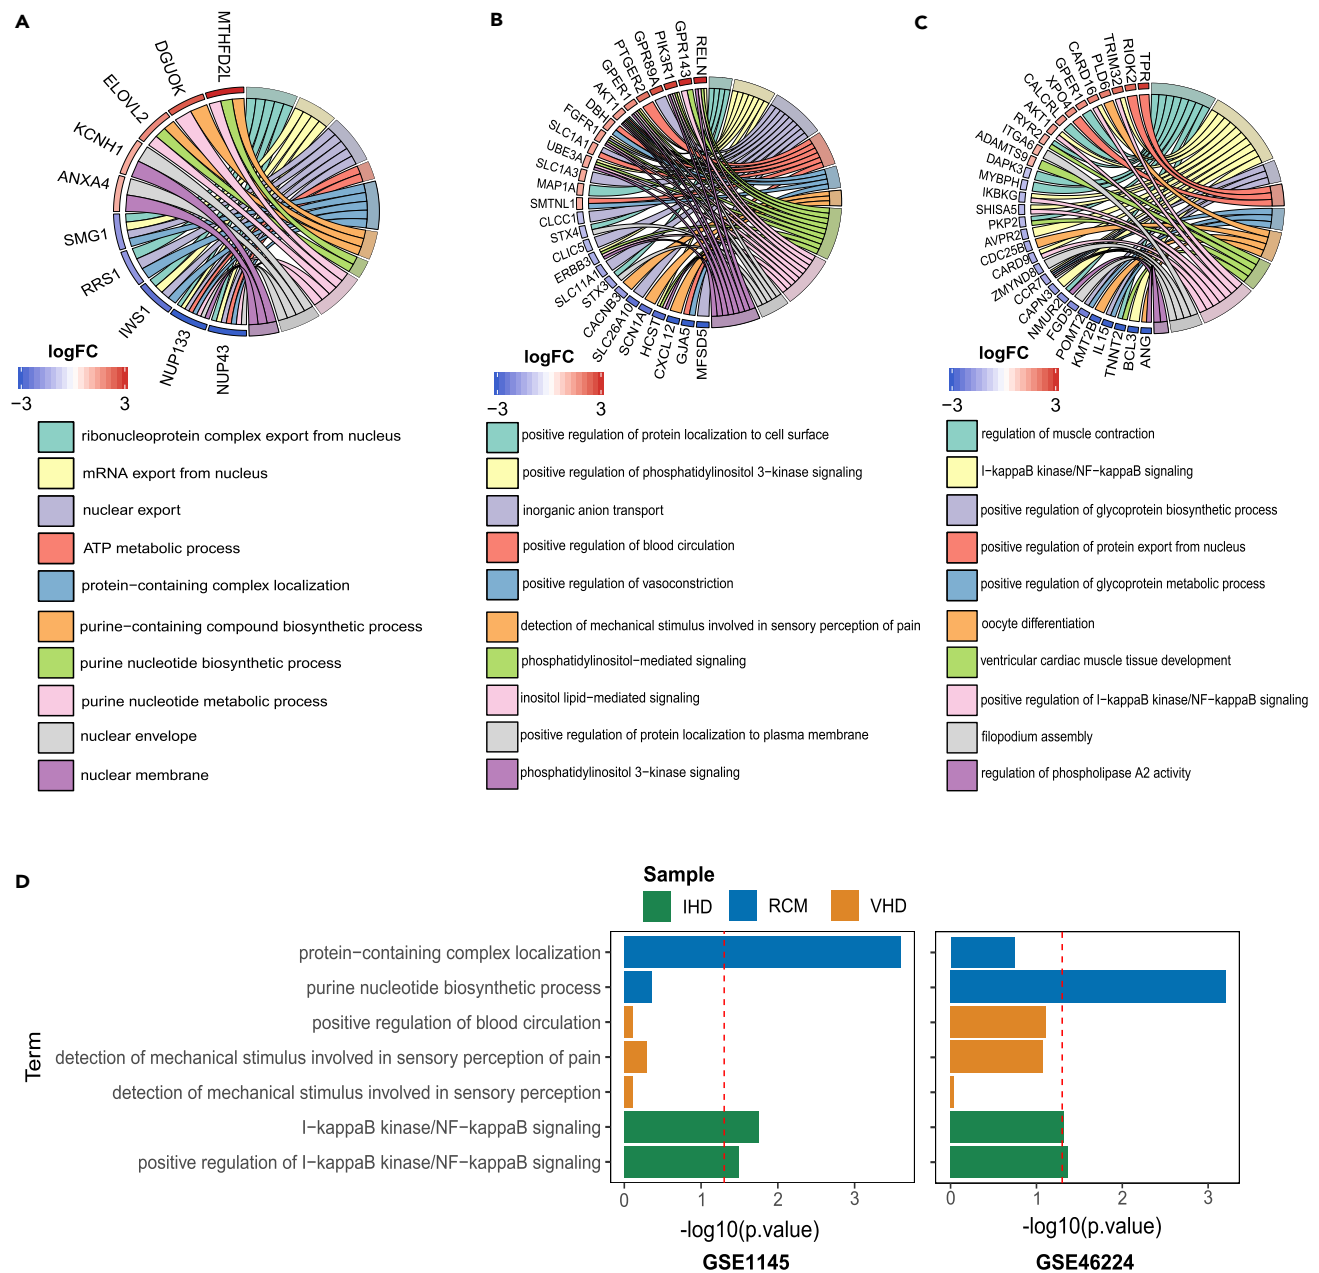 A
MTHFD2L
DGUOK
ELOVL2
KCNH1
ANXA4
SMG1
RRS1
IWS1
NUP133
NUP43
logFC
−3
3
ribonucleoprotein complex export from nucleus
mRNA export from nucleus
nuclear export
ATP metabolic process
protein−containing complex localization
purine−containing compound biosynthetic process
purine nucleotide biosynthetic process
purine nucleotide metabolic process
nuclear envelope
nuclear membrane
B
RELN
GPR143
PIK3R1
GPR89A
PTGER2
GPER1
AKT1
DBH
FGFR1
SLC1A1
UBE3A
SLC1A3
MAP1A
SMTNL1
CLCC1
STX4
CLIC5
ERBB3
SLC11A1
STX3
CACNB3
SLC26A10
SCN1A
HCST
CXCL12
GJA5
MFSD5
logFC
−3
3
positive regulation of protein localization to cell surface
positive regulation of phosphatidylinositol 3−kinase signaling
inorganic anion transport
positive regulation of blood circulation
positive regulation of vasoconstriction
detection of mechanical stimulus involved in sensory perception of pain
phosphatidylinositol−mediated signaling
inositol lipid−mediated signaling
positive regulation of protein localization to plasma membrane
phosphatidylinositol 3−kinase signaling
C
TPR
RIOK2
TRIM32
PLD6
CARD16
GPER1
XPO4
CALCRL
AKT1
RYR2
ITGA6
ADAMTS9
DAPK3
MYBPH
IKBKG
SHISA5
PKP2
AVPR2
CDC25B
CARD9
ZMYND8
CCR7
CAPN3
NMUR2
FGD5
POMT2
KMT2B
IL15
TNNT2
BCL3
ANG
logFC
−3
3
regulation of muscle contraction
I−kappaB kinase/NF−kappaB signaling
positive regulation of glycoprotein biosynthetic process
positive regulation of protein export from nucleus
positive regulation of glycoprotein metabolic process
oocyte differentiation
ventricular cardiac muscle tissue development
positive regulation of I−kappaB kinase/NF−kappaB signaling
filopodium assembly
regulation of phospholipase A2 activity
D
Sample
IHD RCM VHD
Term
protein−containing complex localization
purine nucleotide biosynthetic process
positive regulation of blood circulation
detection of mechanical stimulus involved in sensory perception of pain
detection of mechanical stimulus involved in sensory perception
I−kappaB kinase/NF−kappaB signaling
positive regulation of I−kappaB kinase/NF−kappaB signaling
0 1 2 3
-log10(p.value)
GSE1145
0 1 2 3
-log10(p.value)
GSE46224